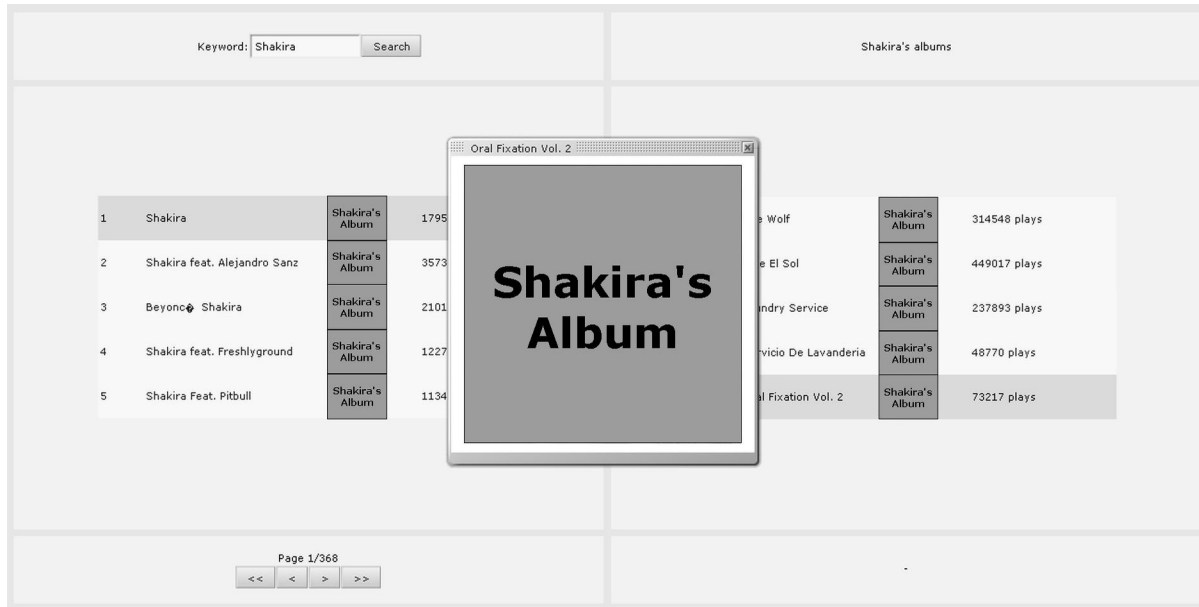 Keyword: Shakira Search
Shakira's albums
Oral Fixation Vol. 2
Shakira's
Album
1 Shakira Shakira's Album 1795
2 Shakira feat. Alejandro Sanz Shakira's Album 3573
3 Beyonc� Shakira Shakira's Album 2101
4 Shakira feat. Freshlyground Shakira's Album 1227
5 Shakira Feat. Pitbull Shakira's Album 1134
Wolf Shakira's Album 314548 plays
El Sol Shakira's Album 449017 plays
Service Shakira's Album 237893 plays
De Lavanderia Shakira's Album 48770 plays
Fixation Vol. 2 Shakira's Album 73217 plays
Page 1/368
<< < > >>
-